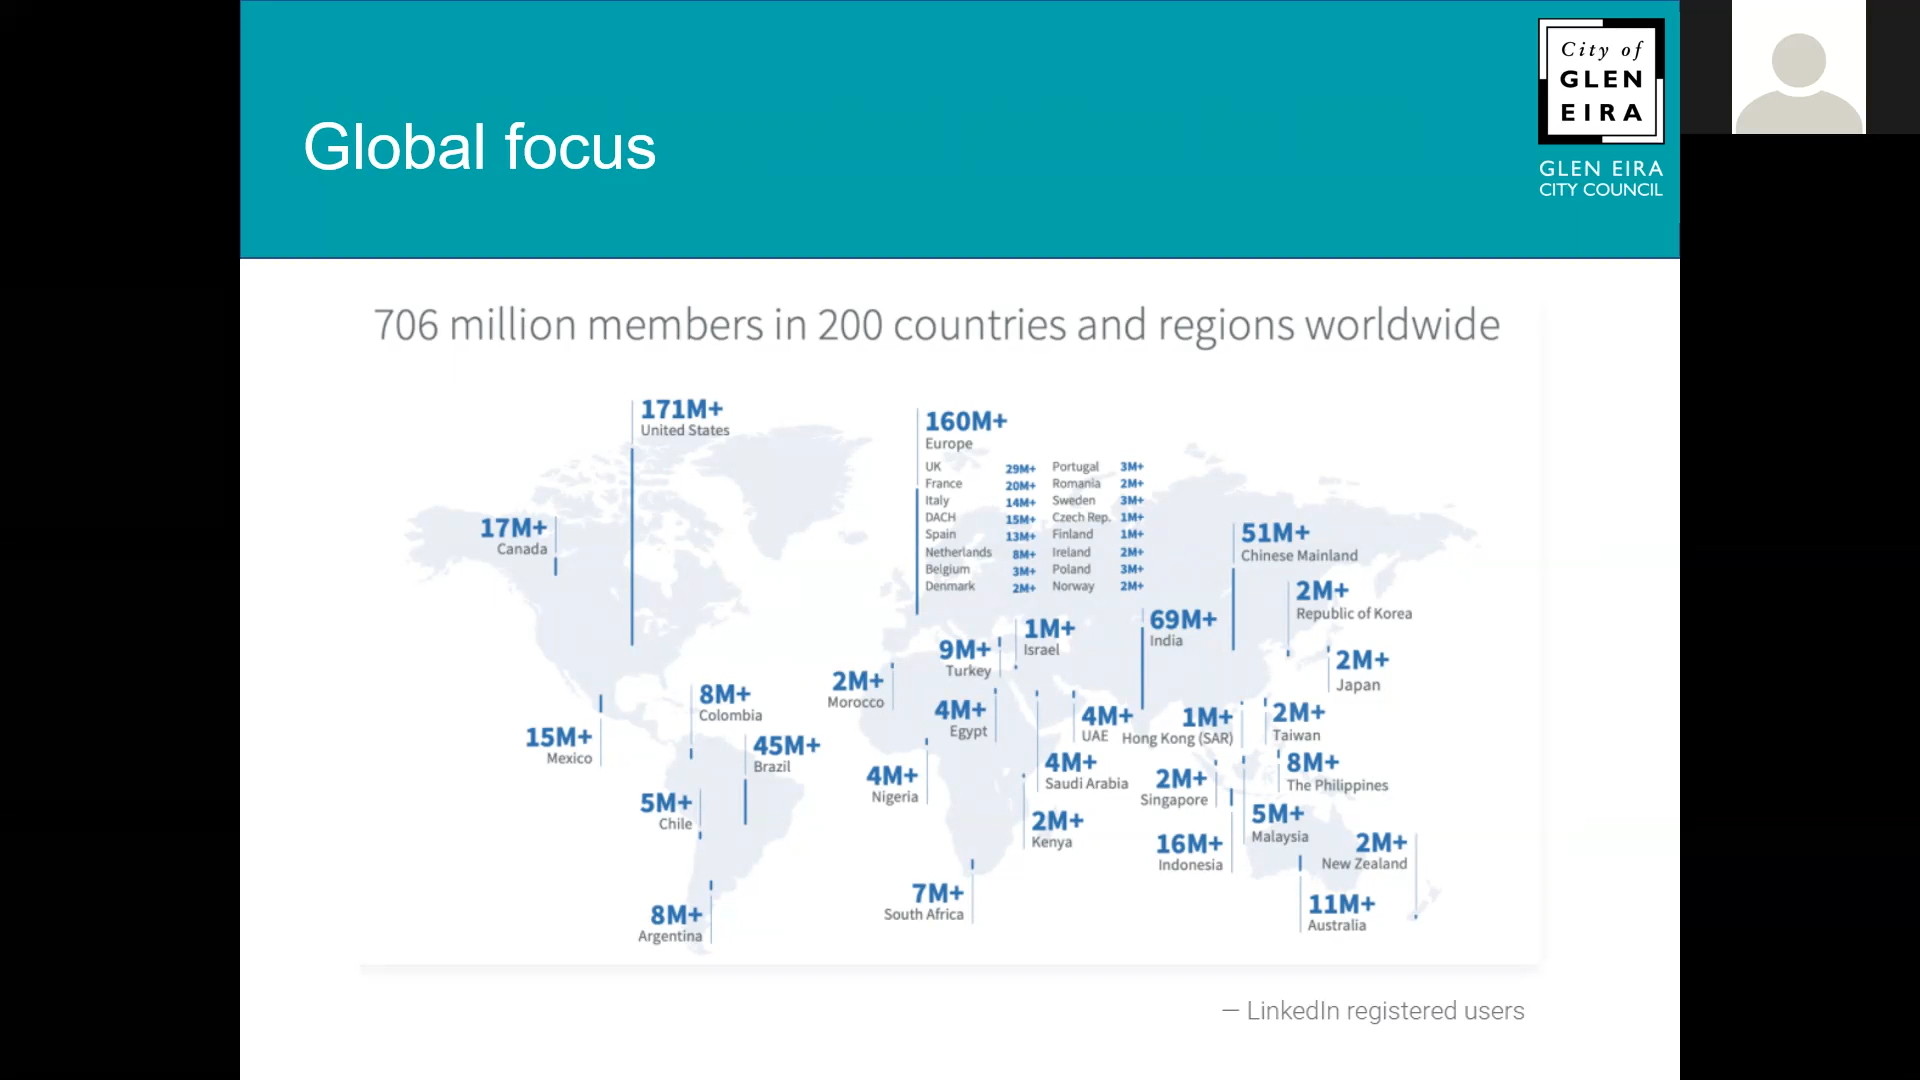 City of
GLEN
EIRA
GLEN EIRA
CITY COUNCIL
Global focus
706 million members in 200 countries and regions worldwide
171M+
United States
160M+
Europe
UK 29M+ Portugal 3M+
France 20M+ Romania 2M+
Italy 14M+ Sweden 3M+
DACH 15M+ Czech Rep. 1M+
Spain 13M+ Finland 1M+
Netherlands 8M+ Ireland 2M+
Belgium 3M+ Poland 3M+
Denmark 2M+ Norway 2M+
17M+
Canada
51M+
Chinese Mainland
2M+
Republic of Korea
69M+
India
1M+
Israel
9M+
Turkey
2M+
Japan
2M+
Morocco
8M+
Colombia
4M+
Egypt
4M+
UAE
1M+
Hong Kong (SAR)
2M+
Taiwan
15M+
Mexico
45M+
Brazil
4M+
Nigeria
4M+
Saudi Arabia
2M+
Singapore
8M+
The Philippines
5M+
Chile
2M+
Kenya
5M+
Malaysia
16M+
Indonesia
2M+
New Zealand
7M+
South Africa
11M+
Australia
8M+
Argentina
— LinkedIn registered users